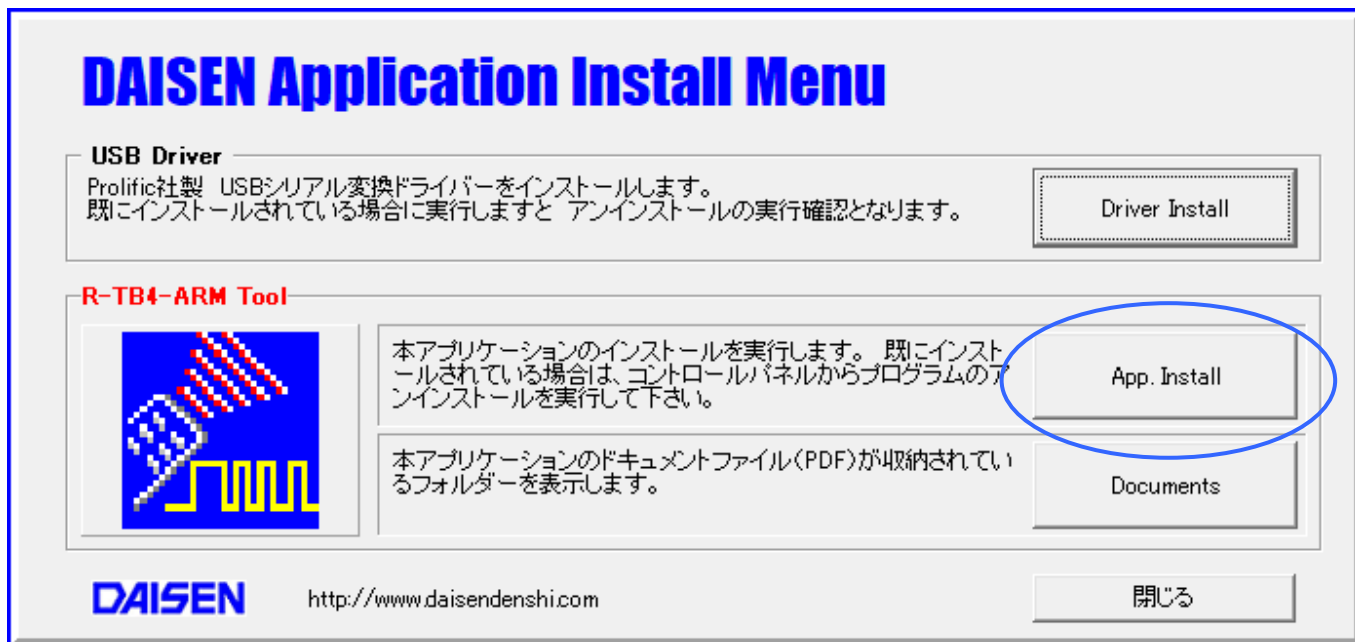 DAISEN Application Install Menu
USB Driver
Prolific社製 USBシリアル変換ドライバーをインストールします。
既にインストールされている場合に実行しますと アンインストールの実行確認となります。
Driver Install
R-TB4-ARM Tool
本アプリケーションのインストールを実行します。 既にインスト
ールされている場合は、コントロールパネルからプログラムのア
ンインストールを実行して下さい。
App. Install
本アプリケーションのドキュメントファイル(PDF)が収納されてい
るフォルダーを表示します。
Documents
DAISEN
http://www.daisendenshi.com
閉じる